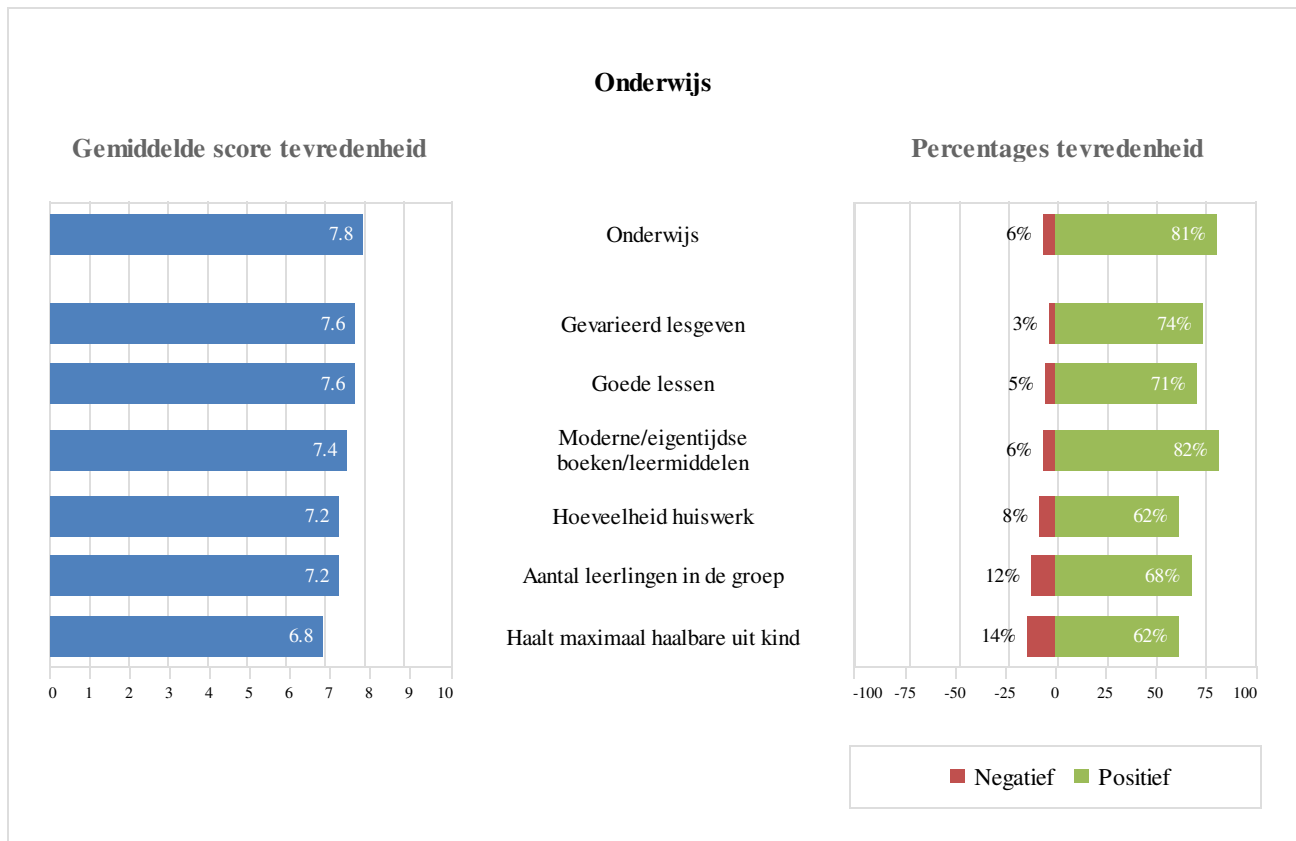 Onderwijs
Gemiddelde score tevredenheid
Percentages tevredenheid
7.8 Onderwijs 6% 81%
7.6 Gevarieerd lesgeven 3% 74%
7.6 Goede lessen 5% 71%
7.4 Moderne/eigentijdse
boeken/leermiddelen 6% 82%
7.2 Hoeveelheid huiswerk 8% 62%
7.2 Aantal leerlingen in de groep 12% 68%
6.8 Haalt maximaal haalbare uit kind 14% 62%
0 1 2 3 4 5 6 7 8 9 10
-100 -75 -50 -25 0 25 50 75 100
Negatief Positief